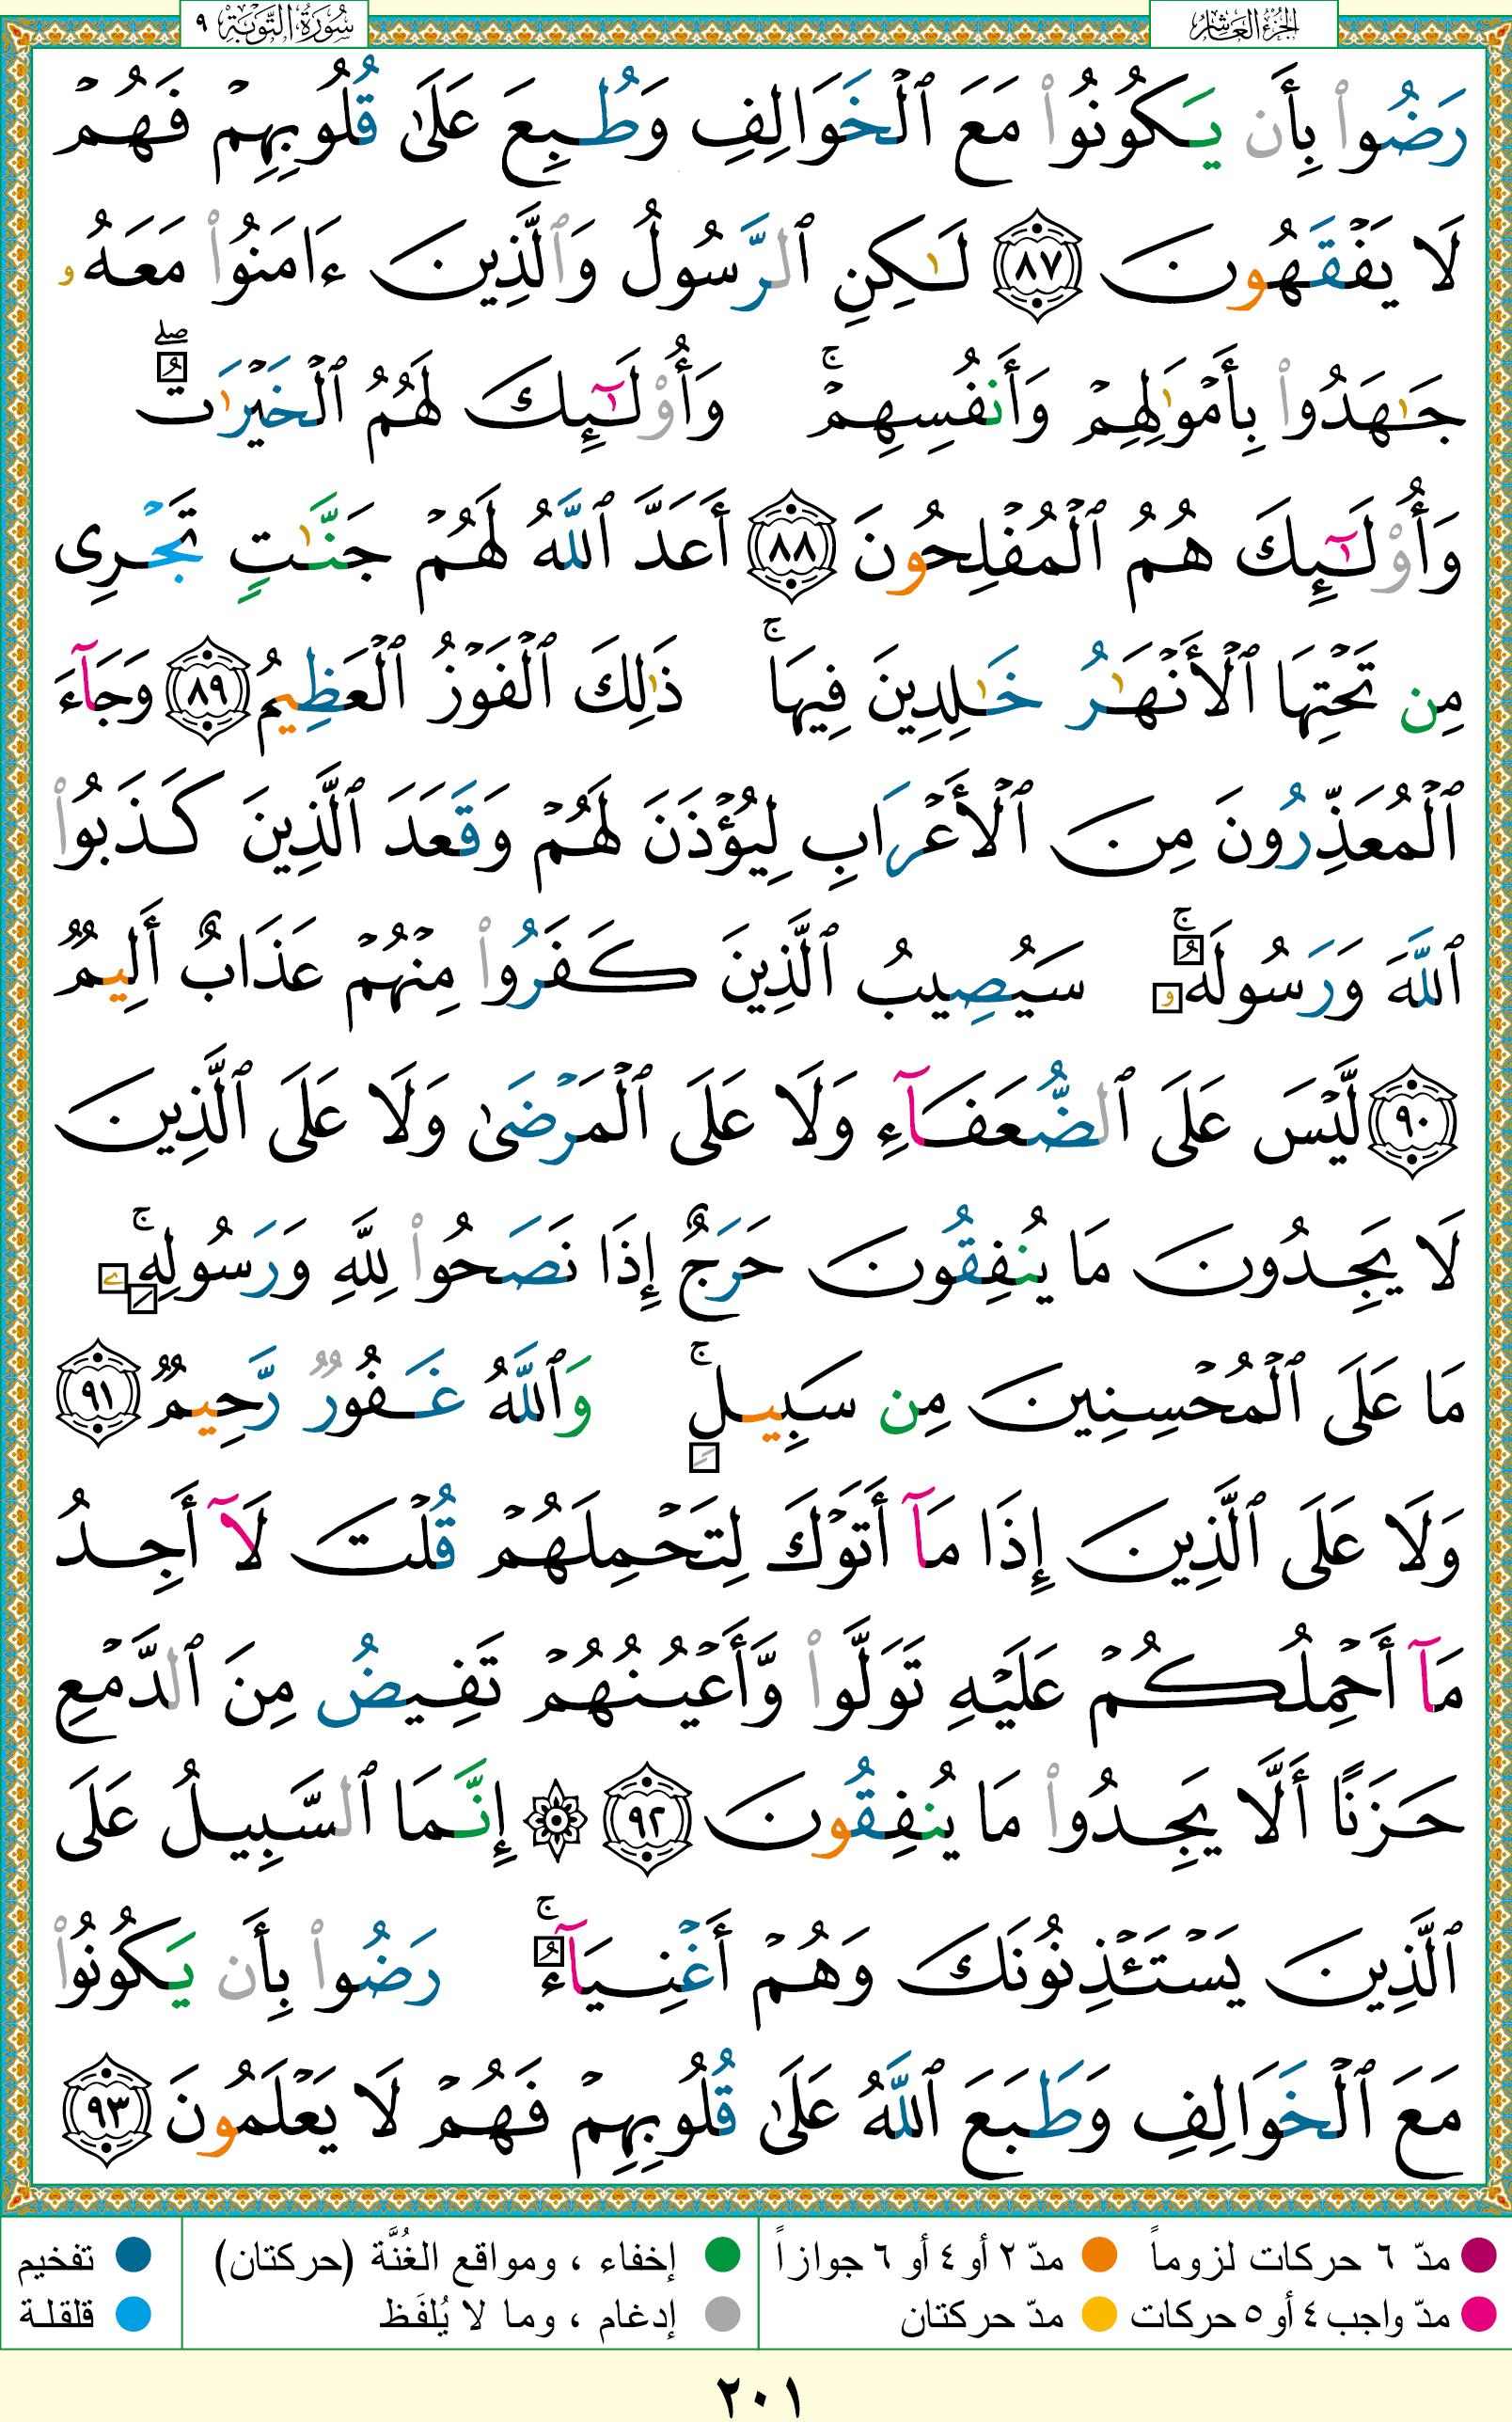 سُورَةُ التَّوْبَةِ ٩
الجُزْءُ العَاشِرُ
رَضُوا۟ بِأَن يَكُونُوا۟ مَعَ ٱلْخَوَالِفِ وَطُبِعَ عَلَىٰ قُلُوبِهِمْ فَهُمْ
لَا يَفْقَهُونَ ٨٧ لَـٰكِنِ ٱلرَّسُولُ وَٱلَّذِينَ ءَامَنُوا۟ مَعَهُۥ
جَـٰهَدُوا۟ بِأَمْوَٰلِهِمْ وَأَنفُسِهِمْ ۚ وَأُو۟لَـٰٓئِكَ لَهُمُ ٱلْخَيْرَٰتُ ۖ
وَأُو۟لَـٰٓئِكَ هُمُ ٱلْمُفْلِحُونَ ٨٨ أَعَدَّ ٱللَّهُ لَهُمْ جَنَّـٰتٍ تَجْرِى
مِن تَحْتِهَا ٱلْأَنْهَـٰرُ خَـٰلِدِينَ فِيهَا ۚ ذَٰلِكَ ٱلْفَوْزُ ٱلْعَظِيمُ ٨٩ وَجَآءَ
ٱلْمُعَذِّرُونَ مِنَ ٱلْأَعْرَابِ لِيُؤْذَنَ لَهُمْ وَقَعَدَ ٱلَّذِينَ كَذَبُوا۟
ٱللَّهَ وَرَسُولَهُۥ ۚ سَيُصِيبُ ٱلَّذِينَ كَفَرُوا۟ مِنْهُمْ عَذَابٌ أَلِيمٌ
٩٠ لَّيْسَ عَلَى ٱلضُّعَفَآءِ وَلَا عَلَى ٱلْمَرْضَىٰ وَلَا عَلَى ٱلَّذِينَ
لَا يَجِدُونَ مَا يُنفِقُونَ حَرَجٌ إِذَا نَصَحُوا۟ لِلَّهِ وَرَسُولِهِۦ ۚ
مَا عَلَى ٱلْمُحْسِنِينَ مِن سَبِيلٍ ۚ وَٱللَّهُ غَفُورٌ رَّحِيمٌ ٩١
وَلَا عَلَى ٱلَّذِينَ إِذَا مَآ أَتَوْكَ لِتَحْمِلَهُمْ قُلْتَ لَآ أَجِدُ
مَآ أَحْمِلُكُمْ عَلَيْهِ تَوَلَّوا۟ وَّأَعْيُنُهُمْ تَفِيضُ مِنَ ٱلدَّمْعِ
حَزَنًا أَلَّا يَجِدُوا۟ مَا يُنفِقُونَ ٩٢ ۞ إِنَّمَا ٱلسَّبِيلُ عَلَى
ٱلَّذِينَ يَسْتَـْٔذِنُونَكَ وَهُمْ أَغْنِيَآءُ ۚ رَضُوا۟ بِأَن يَكُونُوا۟
مَعَ ٱلْخَوَالِفِ وَطَبَعَ ٱللَّهُ عَلَىٰ قُلُوبِهِمْ فَهُمْ لَا يَعْلَمُونَ ٩٣
مدّ ٦ حركات لزوماً مدّ ٢ أو ٤ أو ٦ جوازاً إخفاء ، ومواقع الغُنَّة (حركتان) تفخيم
مدّ واجب ٤ أو ٥ حركات مدّ حركتان إدغام ، وما لا يُلفَظ قلقلة
٢٠١